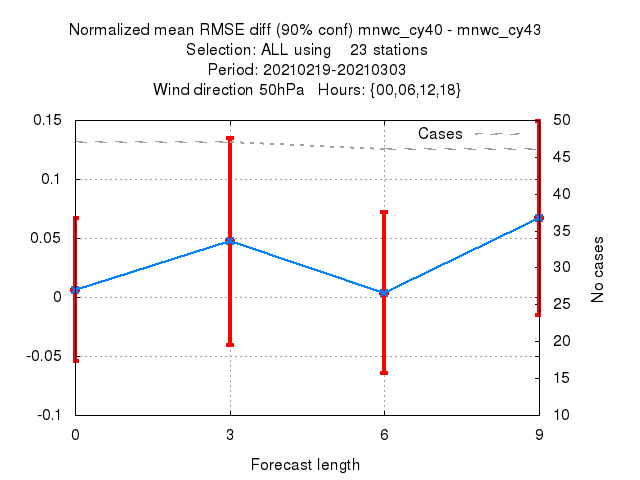 Normalized mean RMSE diff (90% conf) mnwc_cy40 - mnwc_cy43
Selection: ALL using 23 stations
Period: 20210219-20210303
Wind direction 50hPa Hours: {00,06,12,18}
Cases
0.15
0.1
0.05
0
-0.05
-0.1
50
45
40
35
30
25
20
15
10
No cases
0 3 6 9
Forecast length